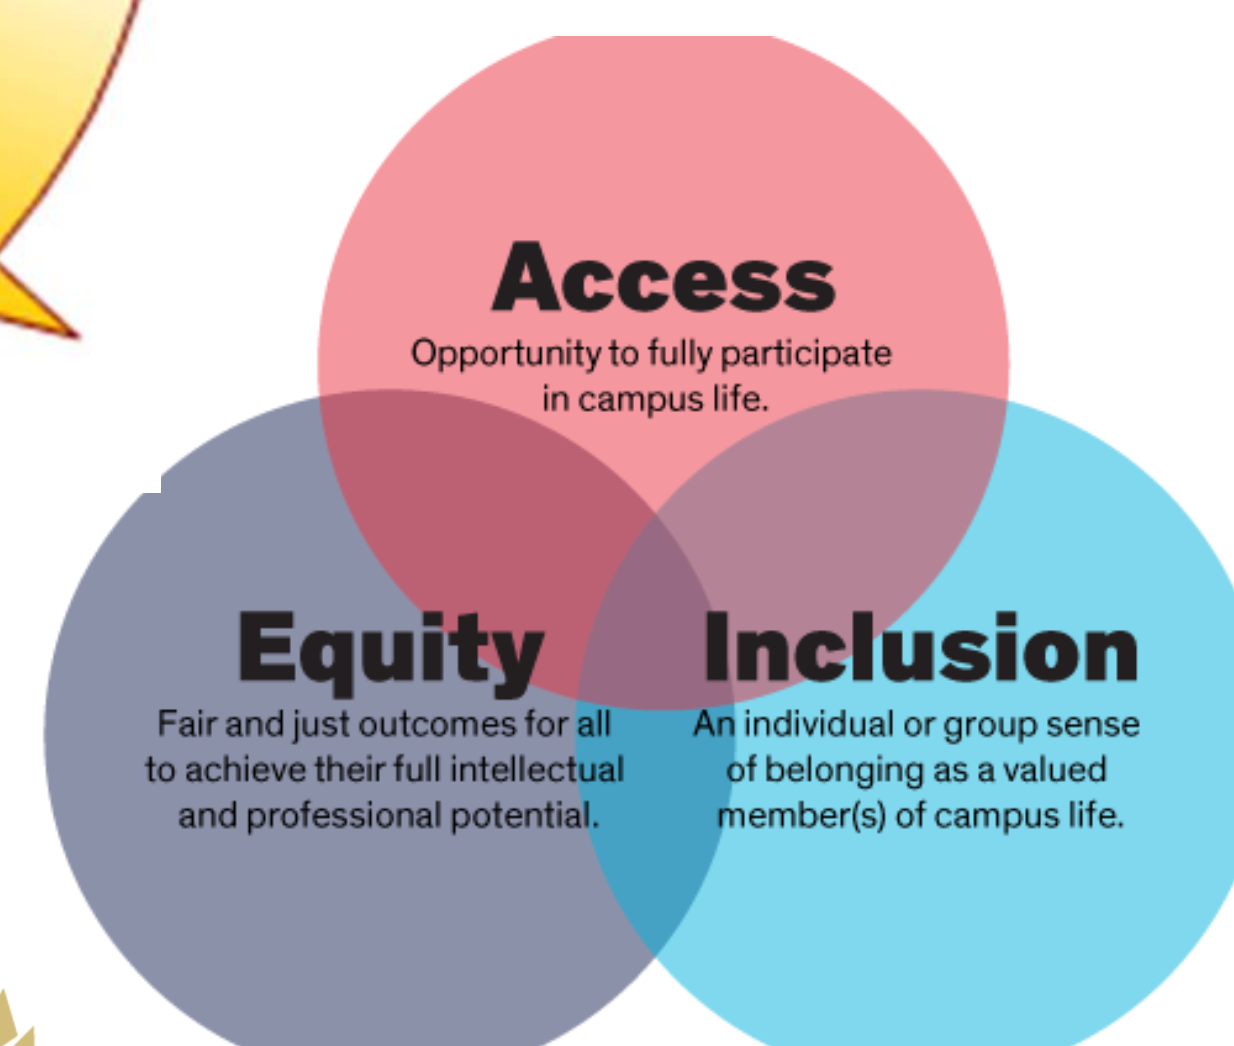 Access
Opportunity to fully participate
in campus life.
Equity
Fair and just outcomes for all
to achieve their full intellectual
and professional potential.
Inclusion
An individual or group sense
of belonging as a valued
member(s) of campus life.